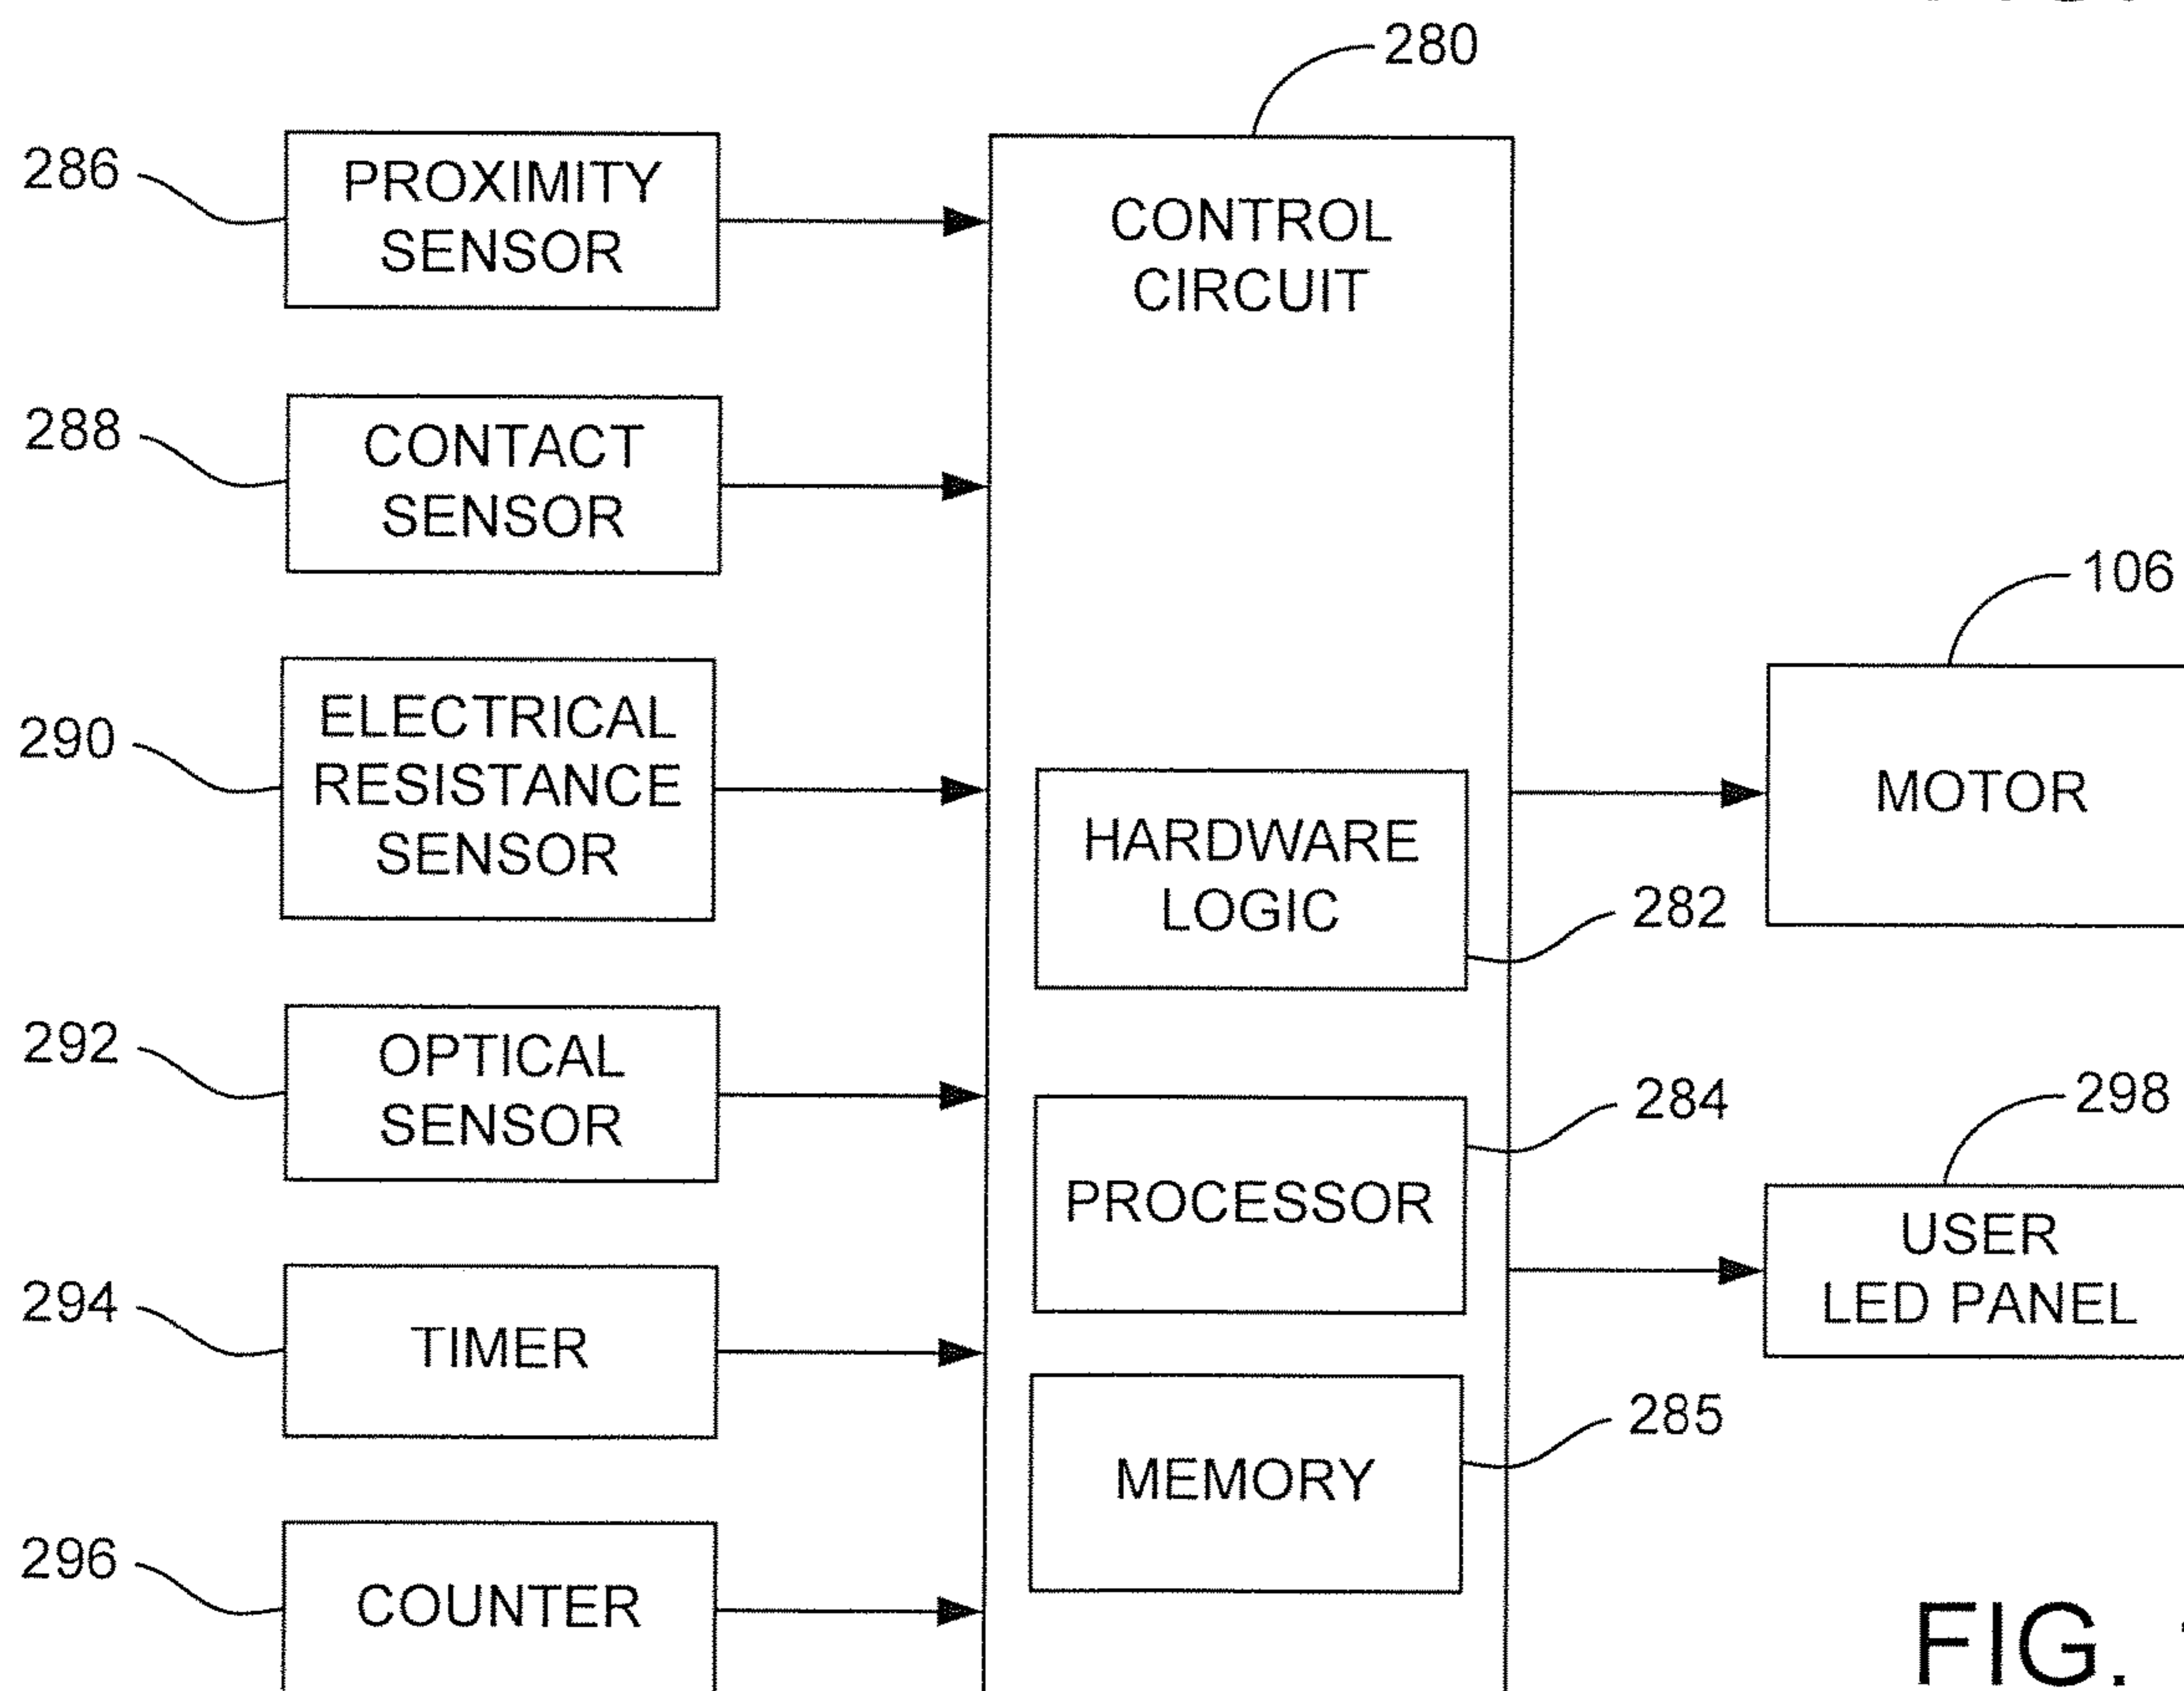 280
286
PROXIMITY
SENSOR
CONTROL
CIRCUIT
288
CONTACT
SENSOR
106
290
ELECTRICAL
RESISTANCE
SENSOR
MOTOR
HARDWARE
LOGIC
282
292
OPTICAL
SENSOR
284
298
PROCESSOR
USER
LED PANEL
294
TIMER
285
MEMORY
296
COUNTER
FIG.